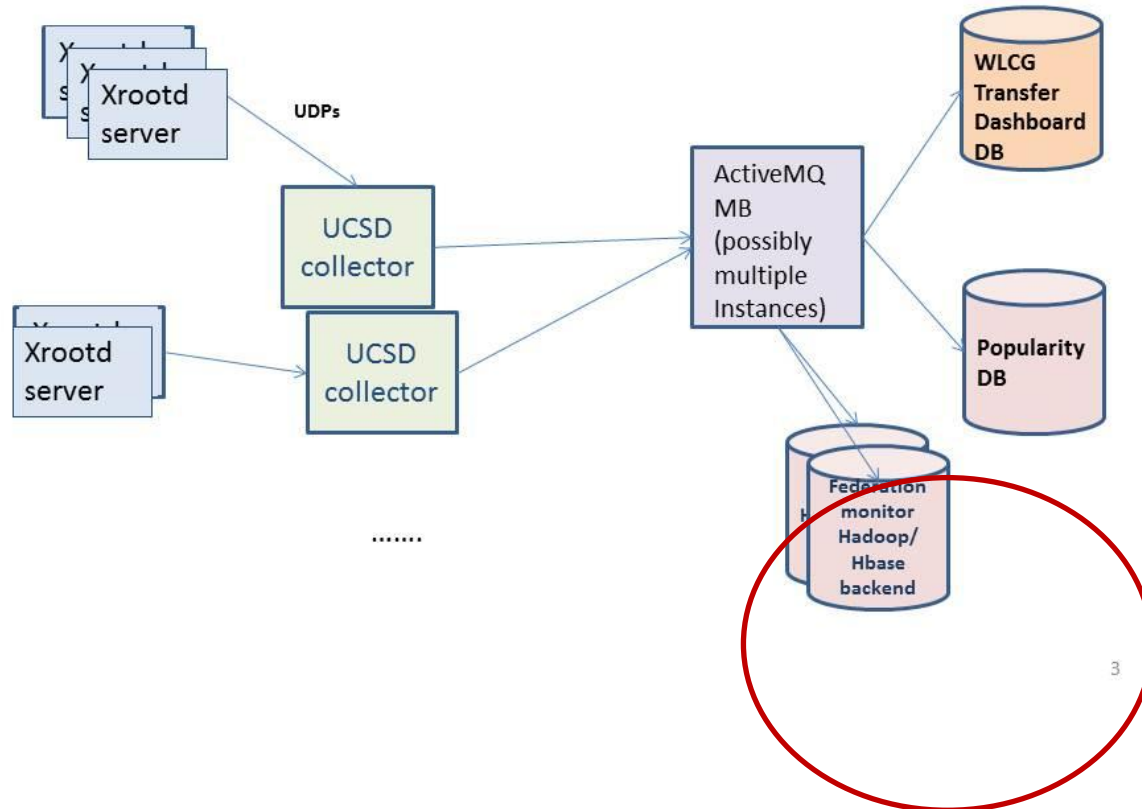 Xrootd
server
UDPs
UCSD
collector
Xrootd
server
UCSD
collector
.......
ActiveMQ
MB
(possibly
multiple
Instances)
WLCG
Transfer
Dashboard
DB
Popularity
DB
Federation
monitor
Hadoop/
Hbase
backend
3